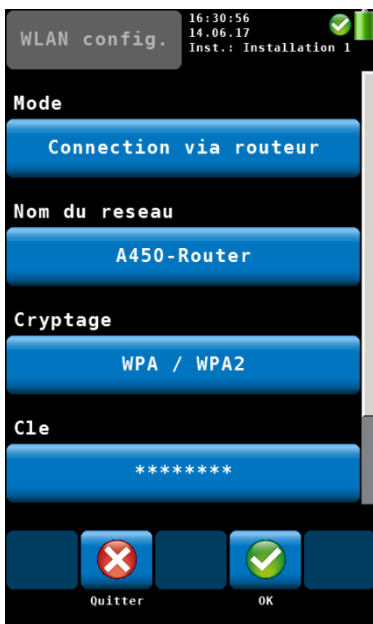 WLAN config.
16:30:56
14.06.17
Inst.: Installation 1
Mode
Connection via routeur
Nom du reseau
A450-Router
Cryptage
WPA / WPA2
Cle
********
Quitter
OK